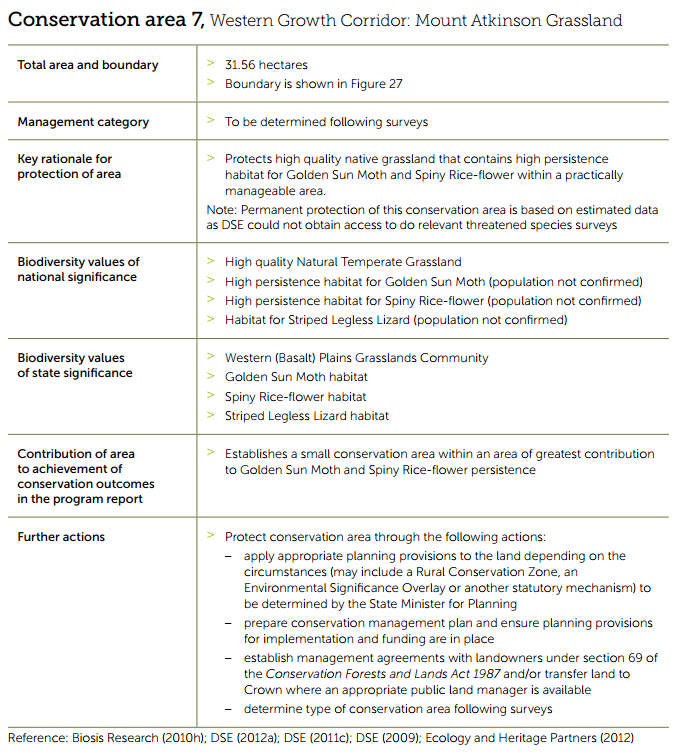 Conservation area 7, Western Growth Corridor: Mount Atkinson Grassland
Total area and boundary
> 31.56 hectares
> Boundary is shown in Figure 27
Management category
> To be determined following surveys
Key rationale for
protection of area
> Protects high quality native grassland that contains high persistence
habitat for Golden Sun Moth and Spiny Rice-flower within a practically
manageable area.
Note: Permanent protection of this conservation area is based on estimated data
as DSE could not obtain access to do relevant threatened species surveys
Biodiversity values of
national significance
> High quality Natural Temperate Grassland
> High persistence habitat for Golden Sun Moth (population not confirmed)
> High persistence habitat for Spiny Rice-flower (population not confirmed)
> Habitat for Striped Legless Lizard (population not confirmed)
Biodiversity values
of state significance
> Western (Basalt) Plains Grasslands Community
> Golden Sun Moth habitat
> Spiny Rice-flower habitat
> Striped Legless Lizard habitat
Contribution of area
to achievement of
conservation outcomes
in the program report
> Establishes a small conservation area within an area of greatest contribution
to Golden Sun Moth and Spiny Rice-flower persistence
Further actions
> Protect conservation area through the following actions:
– apply appropriate planning provisions to the land depending on the
circumstances (may include a Rural Conservation Zone, an
Environmental Significance Overlay or another statutory mechanism) to
be determined by the State Minister for Planning
– prepare conservation management plan and ensure planning provisions
for implementation and funding are in place
– establish management agreements with landowners under section 69 of
the Conservation Forests and Lands Act 1987 and/or transfer land to
Crown where an appropriate public land manager is available
– determine type of conservation area following surveys
Reference: Biosis Research (2010h); DSE (2012a); DSE (2011c); DSE (2009); Ecology and Heritage Partners (2012)